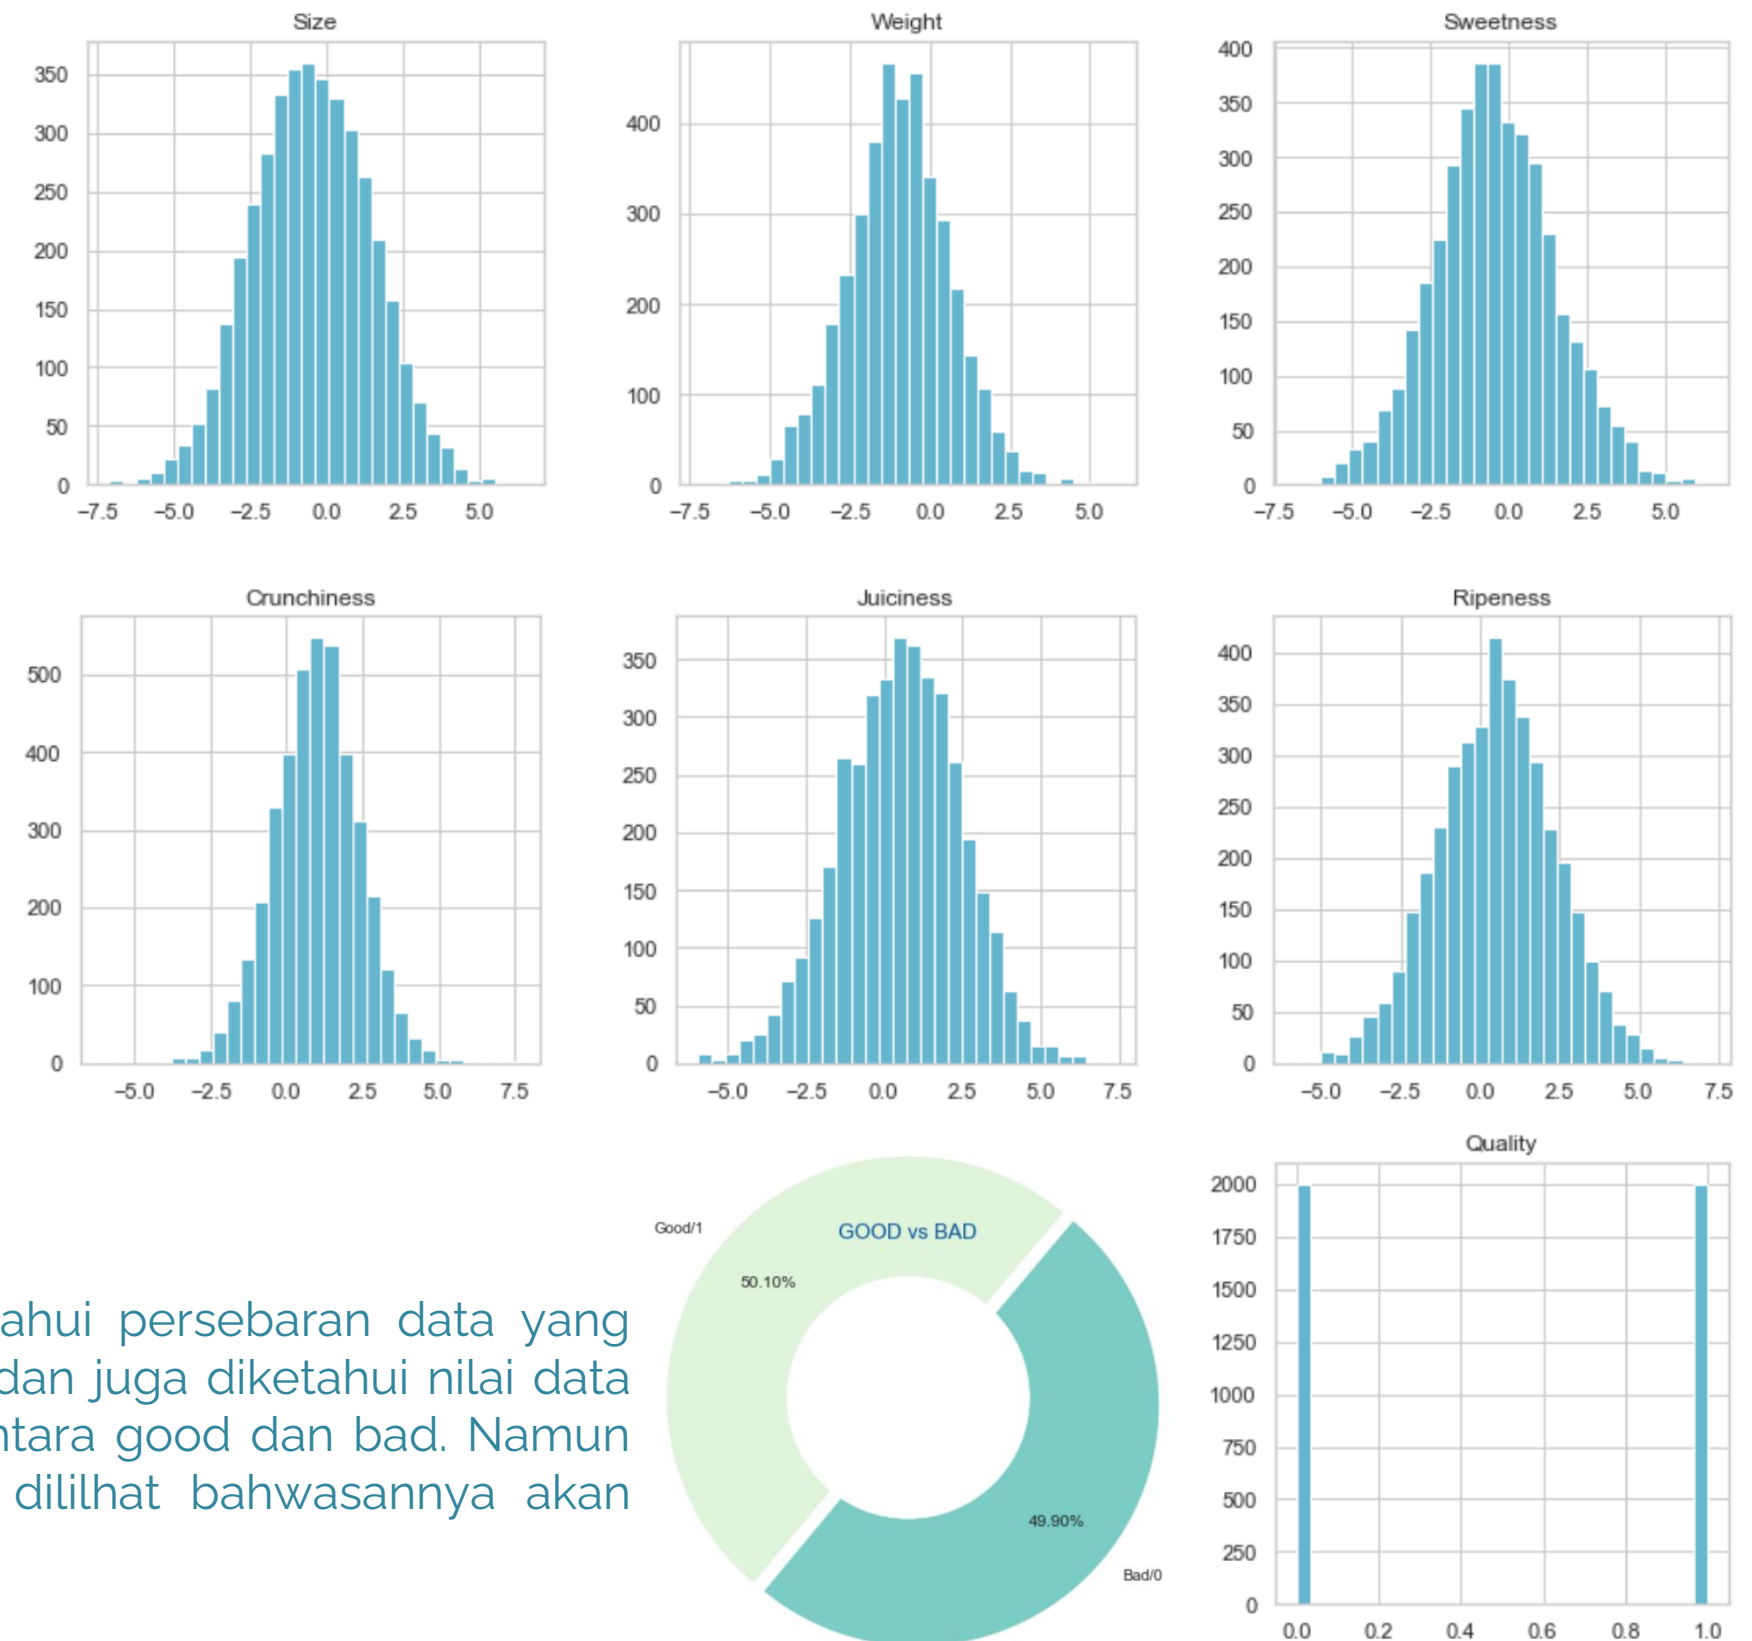 Size
350
300
250
200
150
100
50
0
−7.5 −5.0 −2.5 0.0 2.5 5.0
Weight
400
300
200
100
0
−7.5 −5.0 −2.5 0.0 2.5 5.0
Sweetness
400
350
300
250
200
150
100
50
0
−7.5 −5.0 −2.5 0.0 2.5 5.0
Crunchiness
500
400
300
200
100
0
−5.0 −2.5 0.0 2.5 5.0 7.5
Juiciness
350
300
250
200
150
100
50
0
−5.0 −2.5 0.0 2.5 5.0 7.5
Ripeness
400
350
300
250
200
150
100
50
0
−5.0 −2.5 0.0 2.5 5.0 7.5
ahui persebaran data yang
dan juga diketahui nilai data
ntara good dan bad. Namun
dililhat bahwasannya akan
GOOD vs BAD
Good/1
50.10%
49.90%
Bad/0
Quality
2000
1750
1500
1250
1000
750
500
250
0
0.0 0.2 0.4 0.6 0.8 1.0